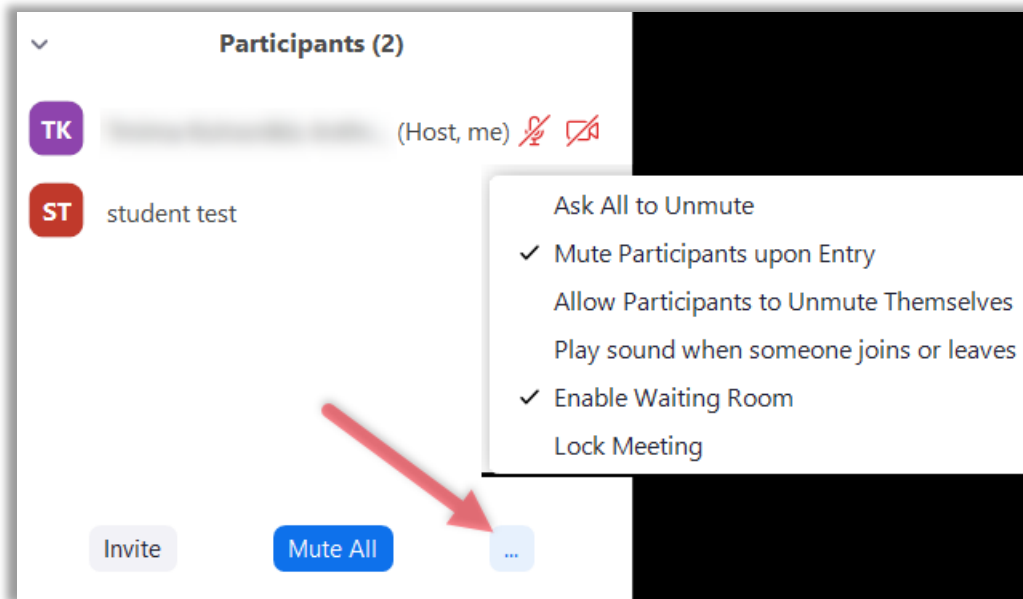 Participants (2)
TK (Host, me)
ST student test
Ask All to Unmute
Mute Participants upon Entry
Allow Participants to Unmute Themselves
Play sound when someone joins or leaves
Enable Waiting Room
Lock Meeting
Invite Mute All ...